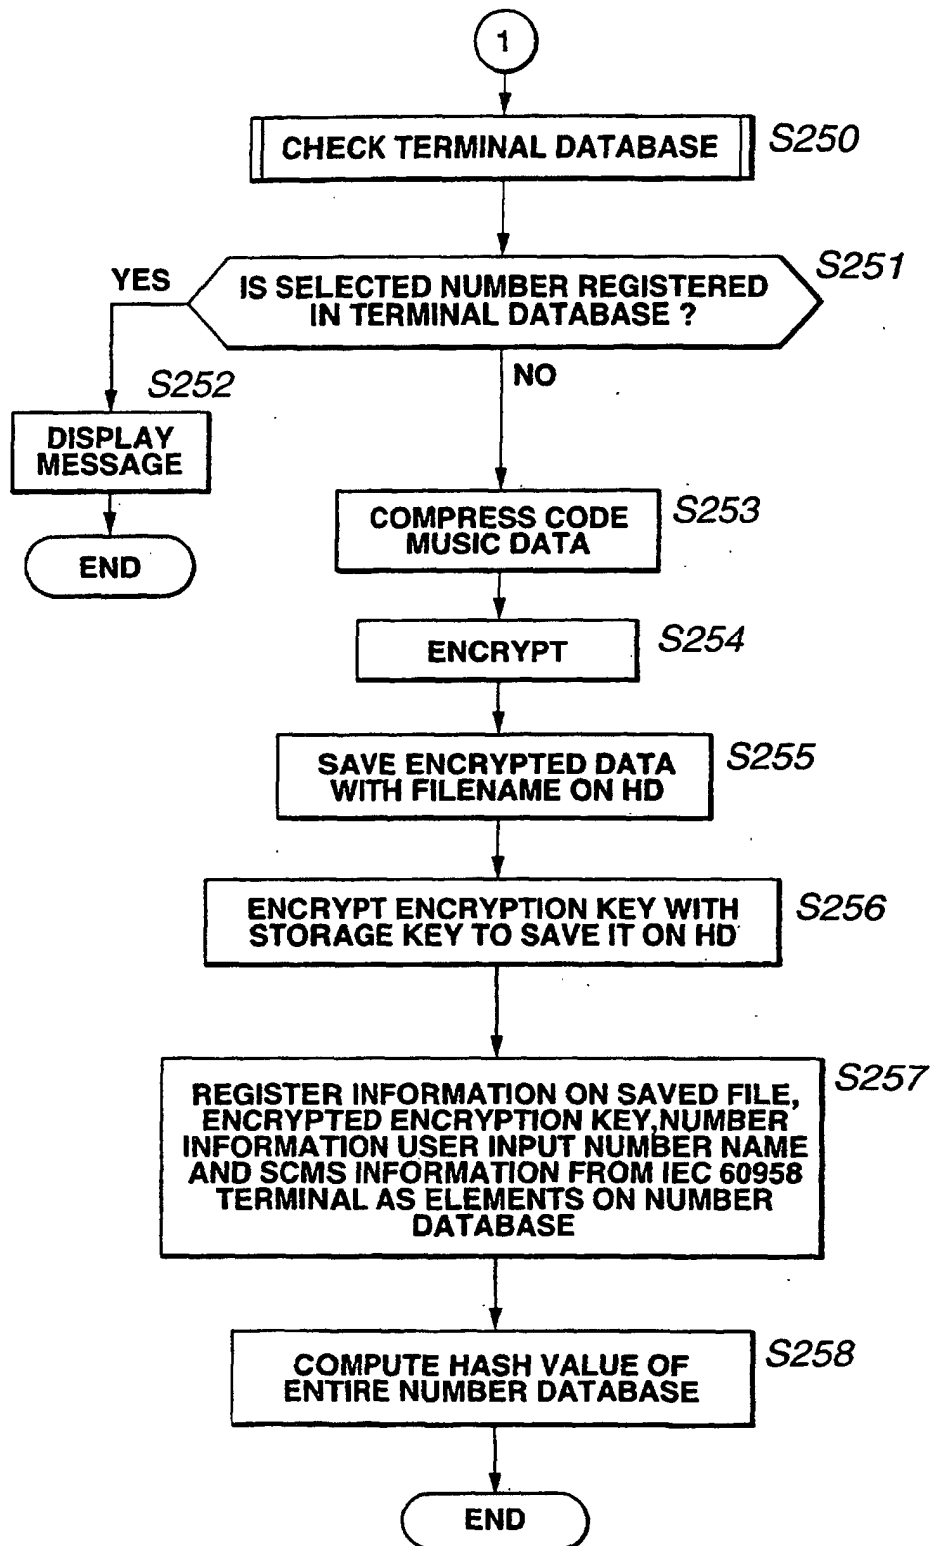 1
CHECK TERMINAL DATABASE
S250
S251
YES
IS SELECTED NUMBER REGISTERED
IN TERMINAL DATABASE ?
S252
NO
DISPLAY
MESSAGE
END
S253
COMPRESS CODE
MUSIC DATA
S254
ENCRYPT
S255
SAVE ENCRYPTED DATA
WITH FILENAME ON HD
S256
ENCRYPT ENCRYPTION KEY WITH
STORAGE KEY TO SAVE IT ON HD
S257
REGISTER INFORMATION ON SAVED FILE,
ENCRYPTED ENCRYPTION KEY,NUMBER
INFORMATION USER INPUT NUMBER NAME
AND SCMS INFORMATION FROM IEC 60958
TERMINAL AS ELEMENTS ON NUMBER
DATABASE
S258
COMPUTE HASH VALUE OF
ENTIRE NUMBER DATABASE
END